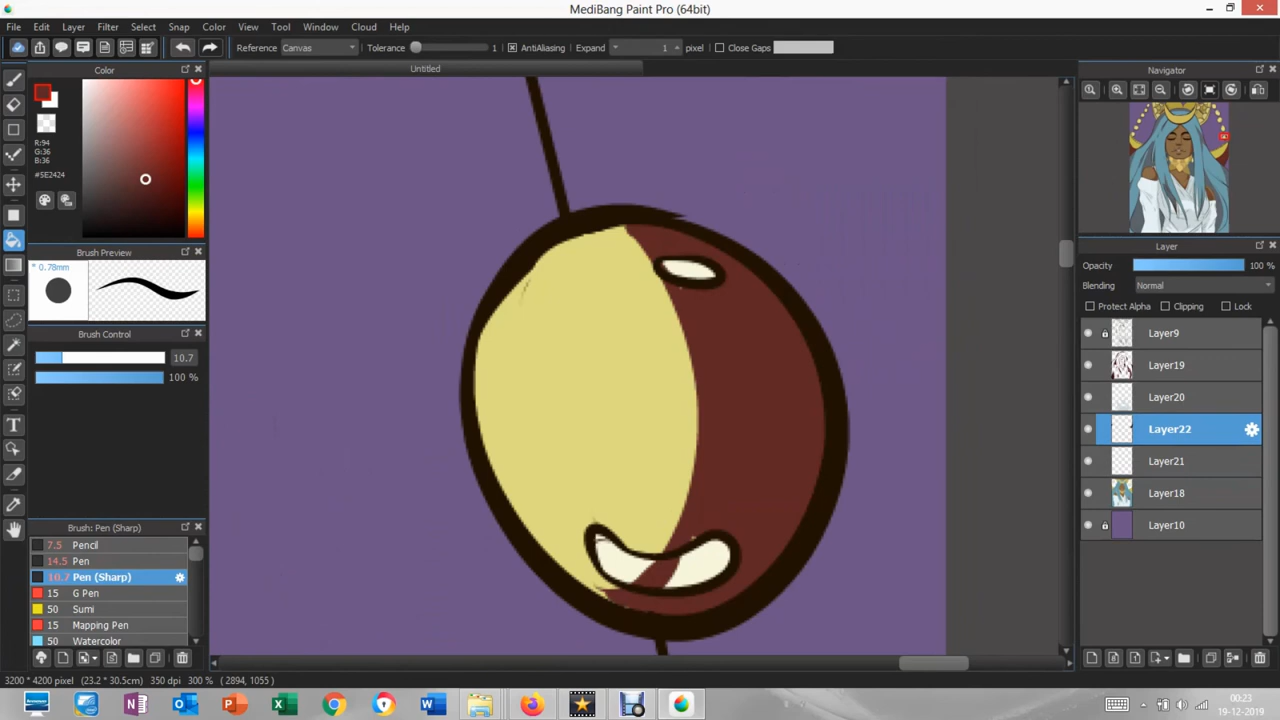 MediBang Paint Pro (64bit)
File Edit Layer Filter Select Snap Color View Tool Window Cloud Help
Reference Canvas Tolerance 1 AntiAliasing Expand 1 pixel Close Gaps
Color
Untitled
Navigator
R:94
G:36
B:36
#5E2424
Brush Preview
* 0.78mm
Brush Control
10.7
100 %
Layer
Opacity 100 %
Blending Normal
Protect Alpha Clipping Lock
Layer9
Layer19
Layer20
Layer22
Layer21
Layer18
Layer10
Brush: Pen (Sharp)
7.5 Pencil
14.5 Pen
10.7 Pen (Sharp)
15 G Pen
50 Sumi
15 Mapping Pen
50 Watercolor
3200 * 4200 pixel (23.2 * 30.5cm) 350 dpi 300 % ( 2894, 1055 )
00:23
19-12-2019